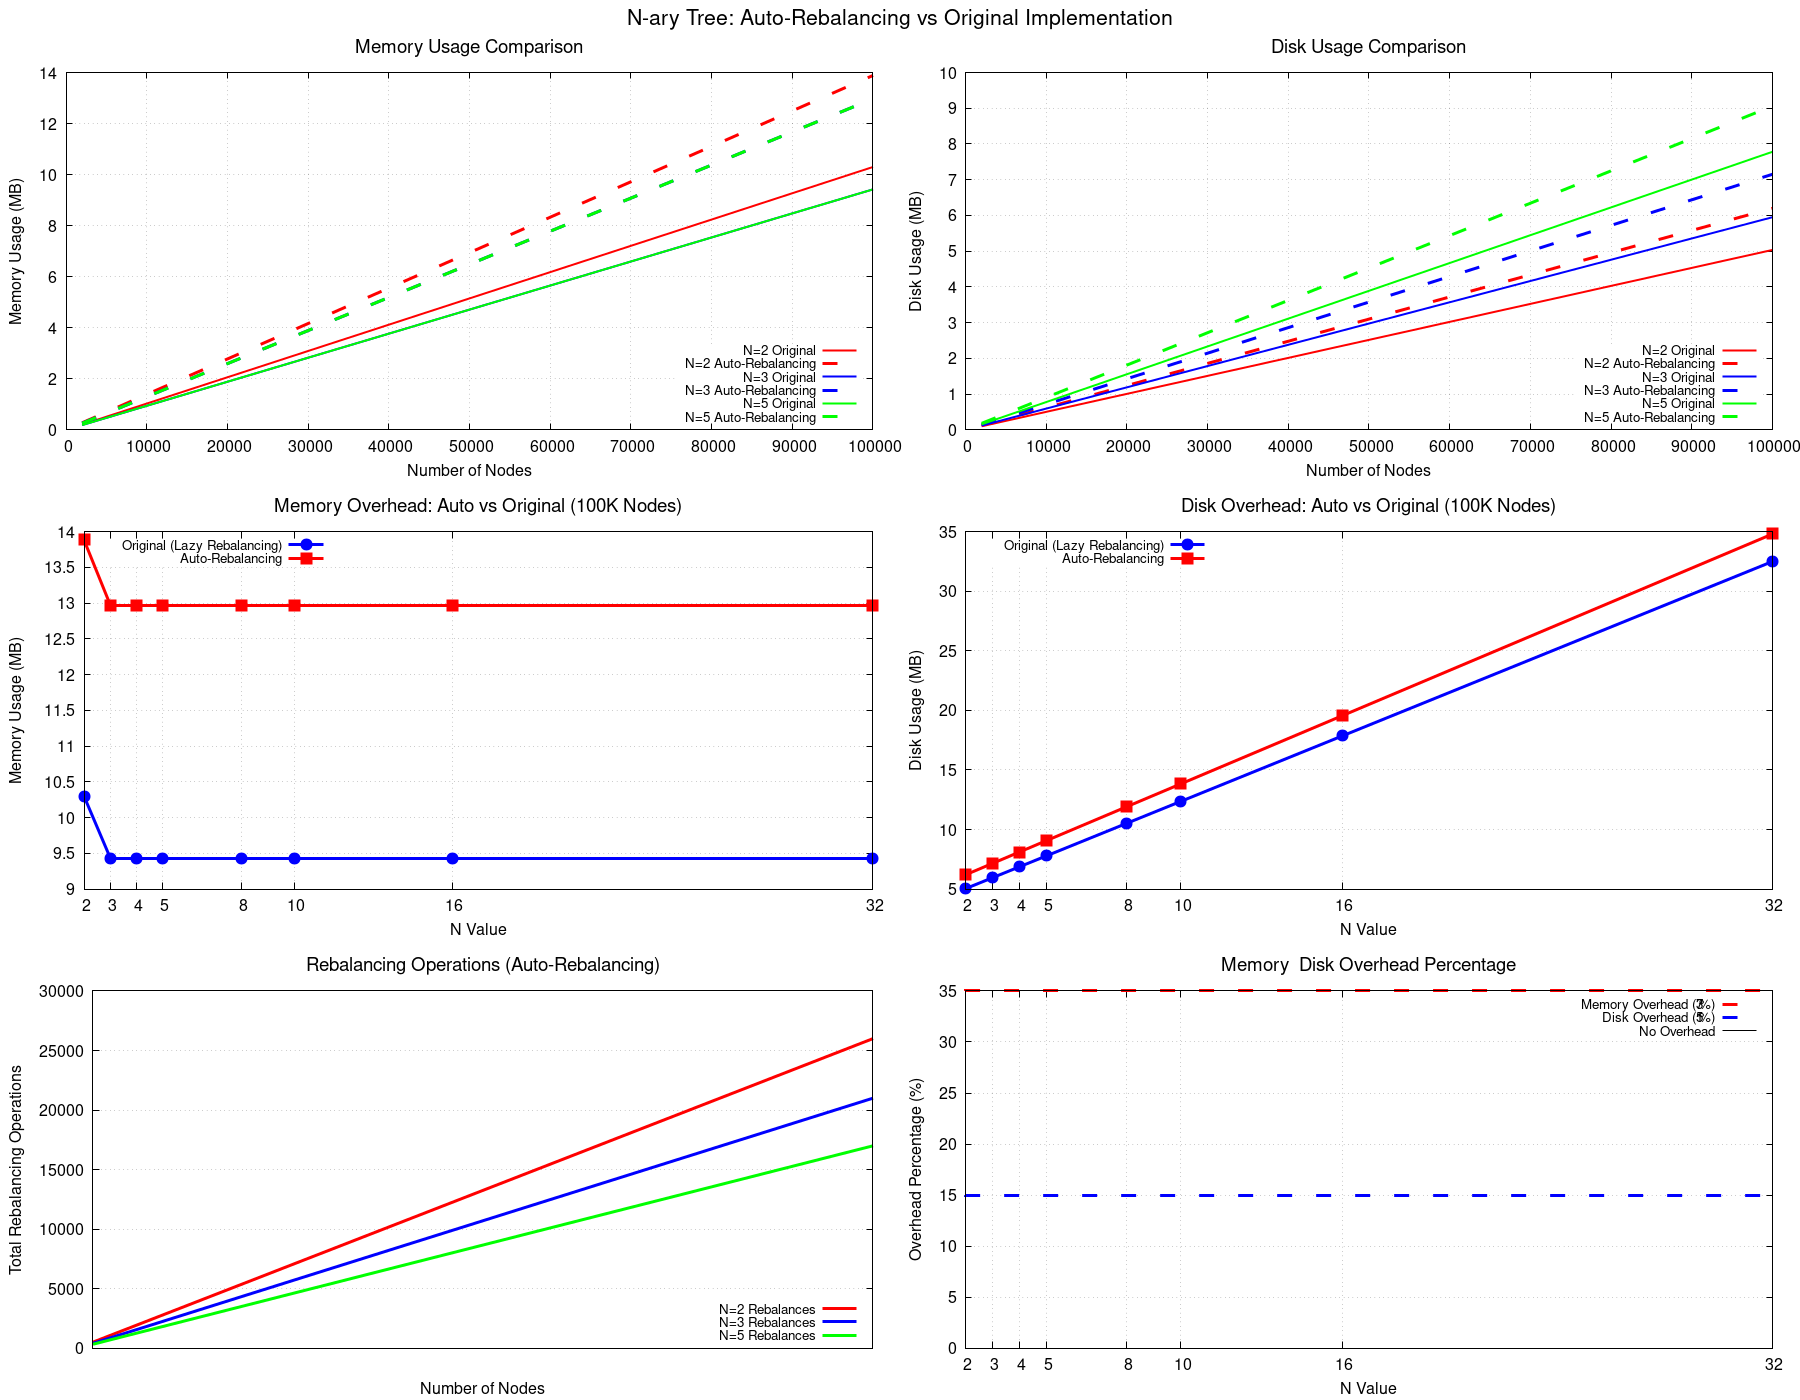 N-ary Tree: Auto-Rebalancing vs Original Implementation
Memory Usage Comparison
Memory Usage (MB)
14
12
10
8
6
4
2
0
N=2 Original
N=2 Auto-Rebalancing
N=3 Original
N=3 Auto-Rebalancing
N=5 Original
N=5 Auto-Rebalancing
0 10000 20000 30000 40000 50000 60000 70000 80000 90000 100000
Number of Nodes
Disk Usage Comparison
Disk Usage (MB)
10
9
8
7
6
5
4
3
2
1
0
N=2 Original
N=2 Auto-Rebalancing
N=3 Original
N=3 Auto-Rebalancing
N=5 Original
N=5 Auto-Rebalancing
0 10000 20000 30000 40000 50000 60000 70000 80000 90000 100000
Number of Nodes
Memory Overhead: Auto vs Original (100K Nodes)
Memory Usage (MB)
Original (Lazy Rebalancing)
Auto-Rebalancing
14
13.5
13
12.5
12
11.5
11
10.5
10
9.5
9
2 3 4 5 8 10 16 32
N Value
Disk Overhead: Auto vs Original (100K Nodes)
Disk Usage (MB)
Original (Lazy Rebalancing)
Auto-Rebalancing
35
30
25
20
15
10
5
2 3 4 5 8 10 16 32
N Value
Rebalancing Operations (Auto-Rebalancing)
Total Rebalancing Operations
30000
25000
20000
15000
10000
5000
0
N=2 Rebalances
N=3 Rebalances
N=5 Rebalances
Number of Nodes
Memory  Disk Overhead Percentage
Overhead Percentage (%)
35
30
25
20
15
10
5
0
Memory Overhead
Disk Overhead
No Overhead
2 3 4 5 8 10 16 32
N Value